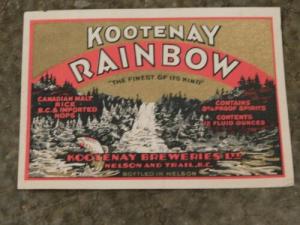 KOOTENAY
RAINBOW
"THE FINEST OF ITS KIND"
CANADIAN MALT
RICE
B.C. & IMPORTED
HOPS
CONTAINS
PROOF SPIRITS
CONTENTS
12 FLUID OUNCES
KOOTENAY BREWERIES LTD
NELSON AND TRAIL, B.C.
BOTTLED IN NELSON